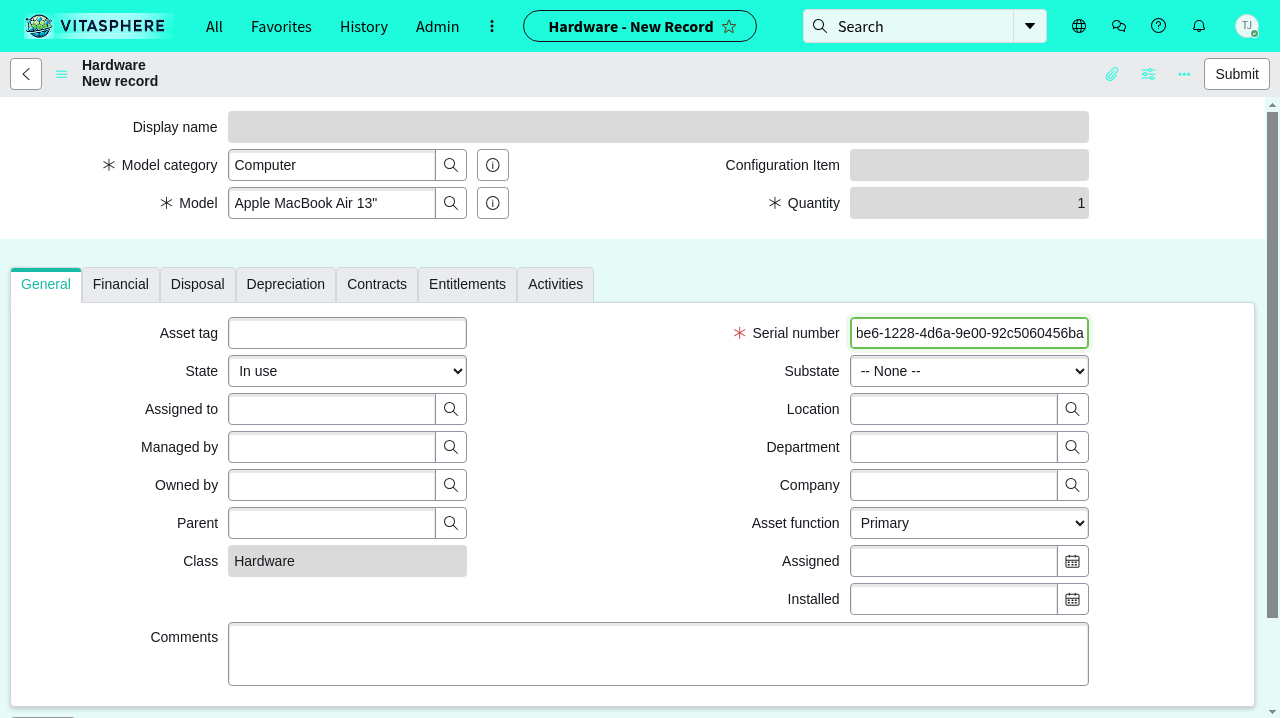 VITASPHERE
All
Favorites
History
Admin
Hardware - New Record
Search
TJ
Hardware
New record
Submit
Display name
Model category
Computer
Configuration Item
Model
Apple MacBook Air 13"
Quantity
1
General
Financial
Disposal
Depreciation
Contracts
Entitlements
Activities
Asset tag
Serial number
be6-1228-4d6a-9e00-92c5060456ba
State
In use
Substate
-- None --
Assigned to
Location
Managed by
Department
Owned by
Company
Parent
Asset function
Primary
Class
Hardware
Assigned
Installed
Comments